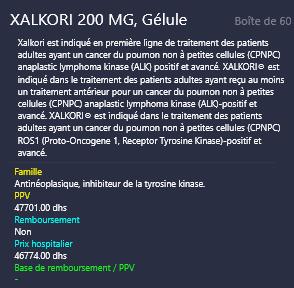 XALKORI 200 MG, Gélule
Boîte de 60
Xalkori est indiqué en première ligne de traitement des patients
adultes ayant un cancer du poumon non à petites cellules (CPNPC)
anaplastic lymphoma kinase (ALK) positif et avancé. XALKORI® est
indiqué dans le traitement des patients adultes ayant reçu au moins
un traitement antérieur pour un cancer du poumon non à petites
cellules (CPNPC) anaplastic lymphoma kinase (ALK)-positif et
avancé. XALKORI® est indiqué dans le traitement des patients
adultes ayant un cancer du poumon non à petites cellules (CPNPC)
ROS1 (Proto-Oncogene 1, Receptor Tyrosine Kinase)-positif et
avancé.
Famille
Antinéoplasique, inhibiteur de la tyrosine kinase.
PPV
47701.00 dhs
Remboursement
Non
Prix hospitalier
46774.00 dhs
Base de remboursement / PPV
-